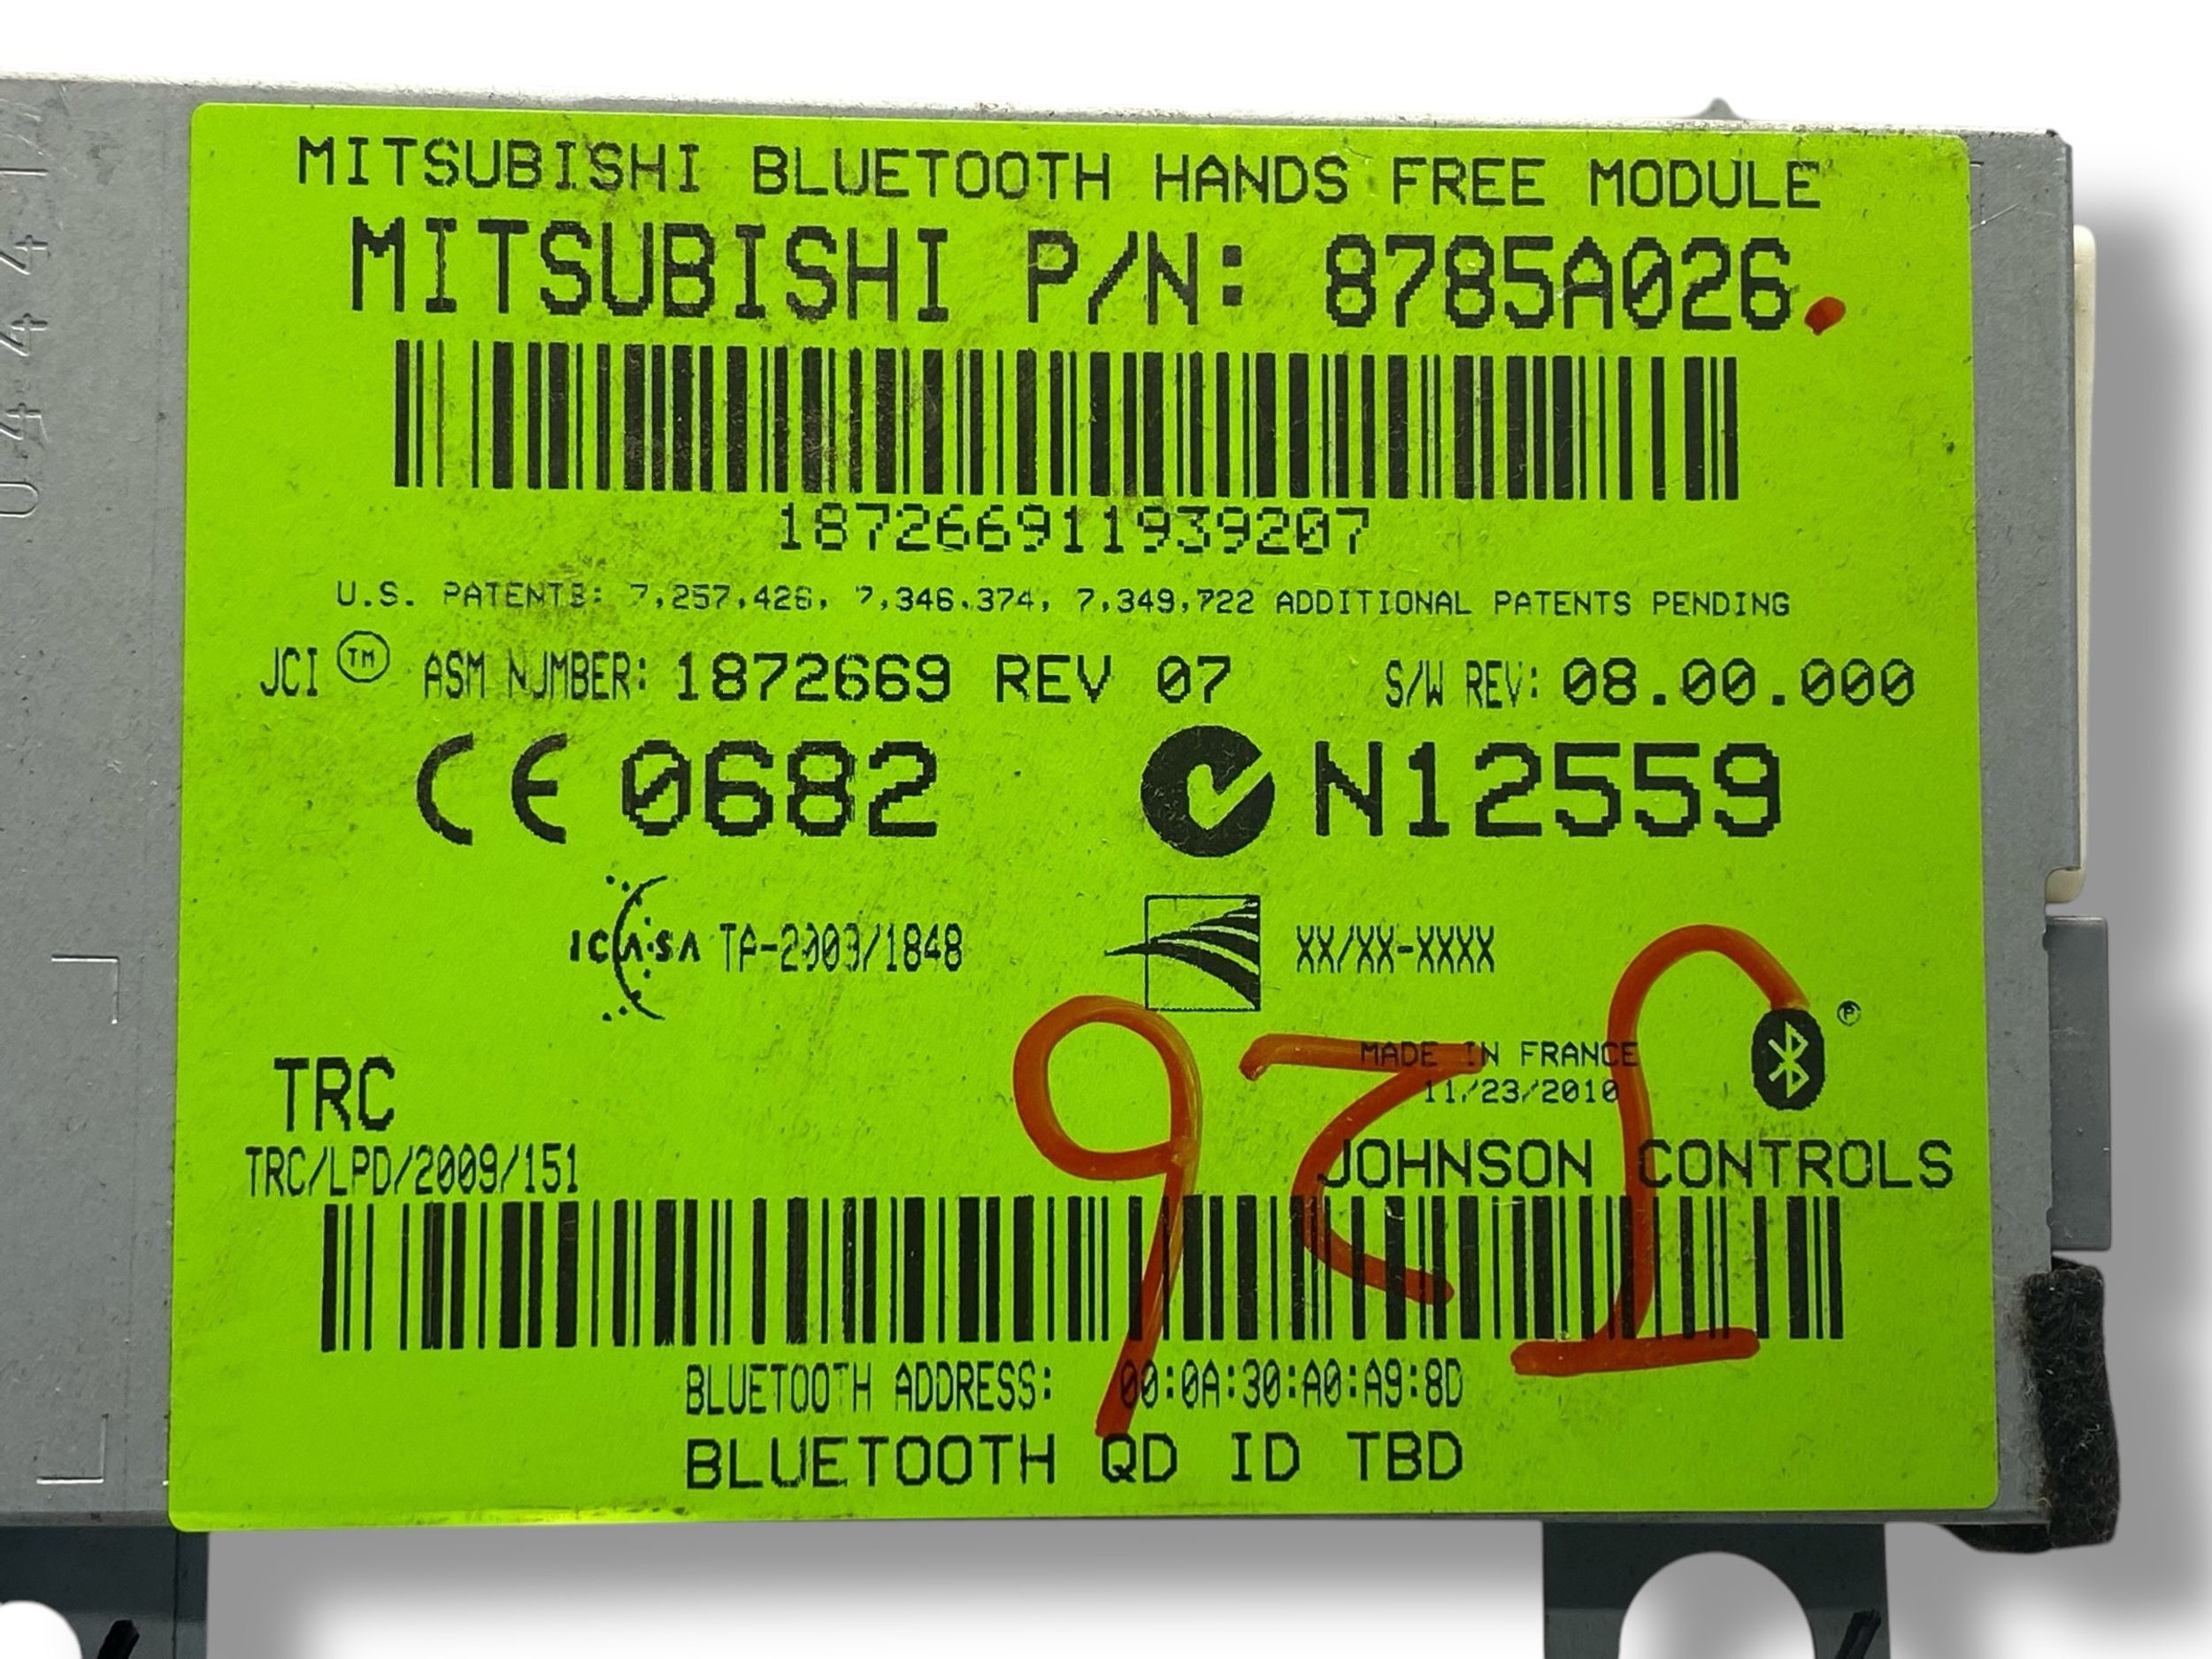 MITSUBISHI BLUETOOTH HANDS FREE MODULE
MITSUBISHI P/N: 8785A026
187266911939207
U.S. PATENTS: 7,257,426, 7,346,374, 7,349,722 ADDITIONAL PATENTS PENDING
JCI TM ASM NUMBER: 1872669 REV 07 S/W REV: 08.00.000
CE 0682 N12559
ICASA TA-2009/1848 XX/XX-XXXX
MADE IN FRANCE
11/23/2010
TRC
JOHNSON CONTROLS
TRC/LPD/2009/151
BLUETOOTH ADDRESS: 00:0A:30:A0:A9:8D
BLUETOOTH QD ID TBD